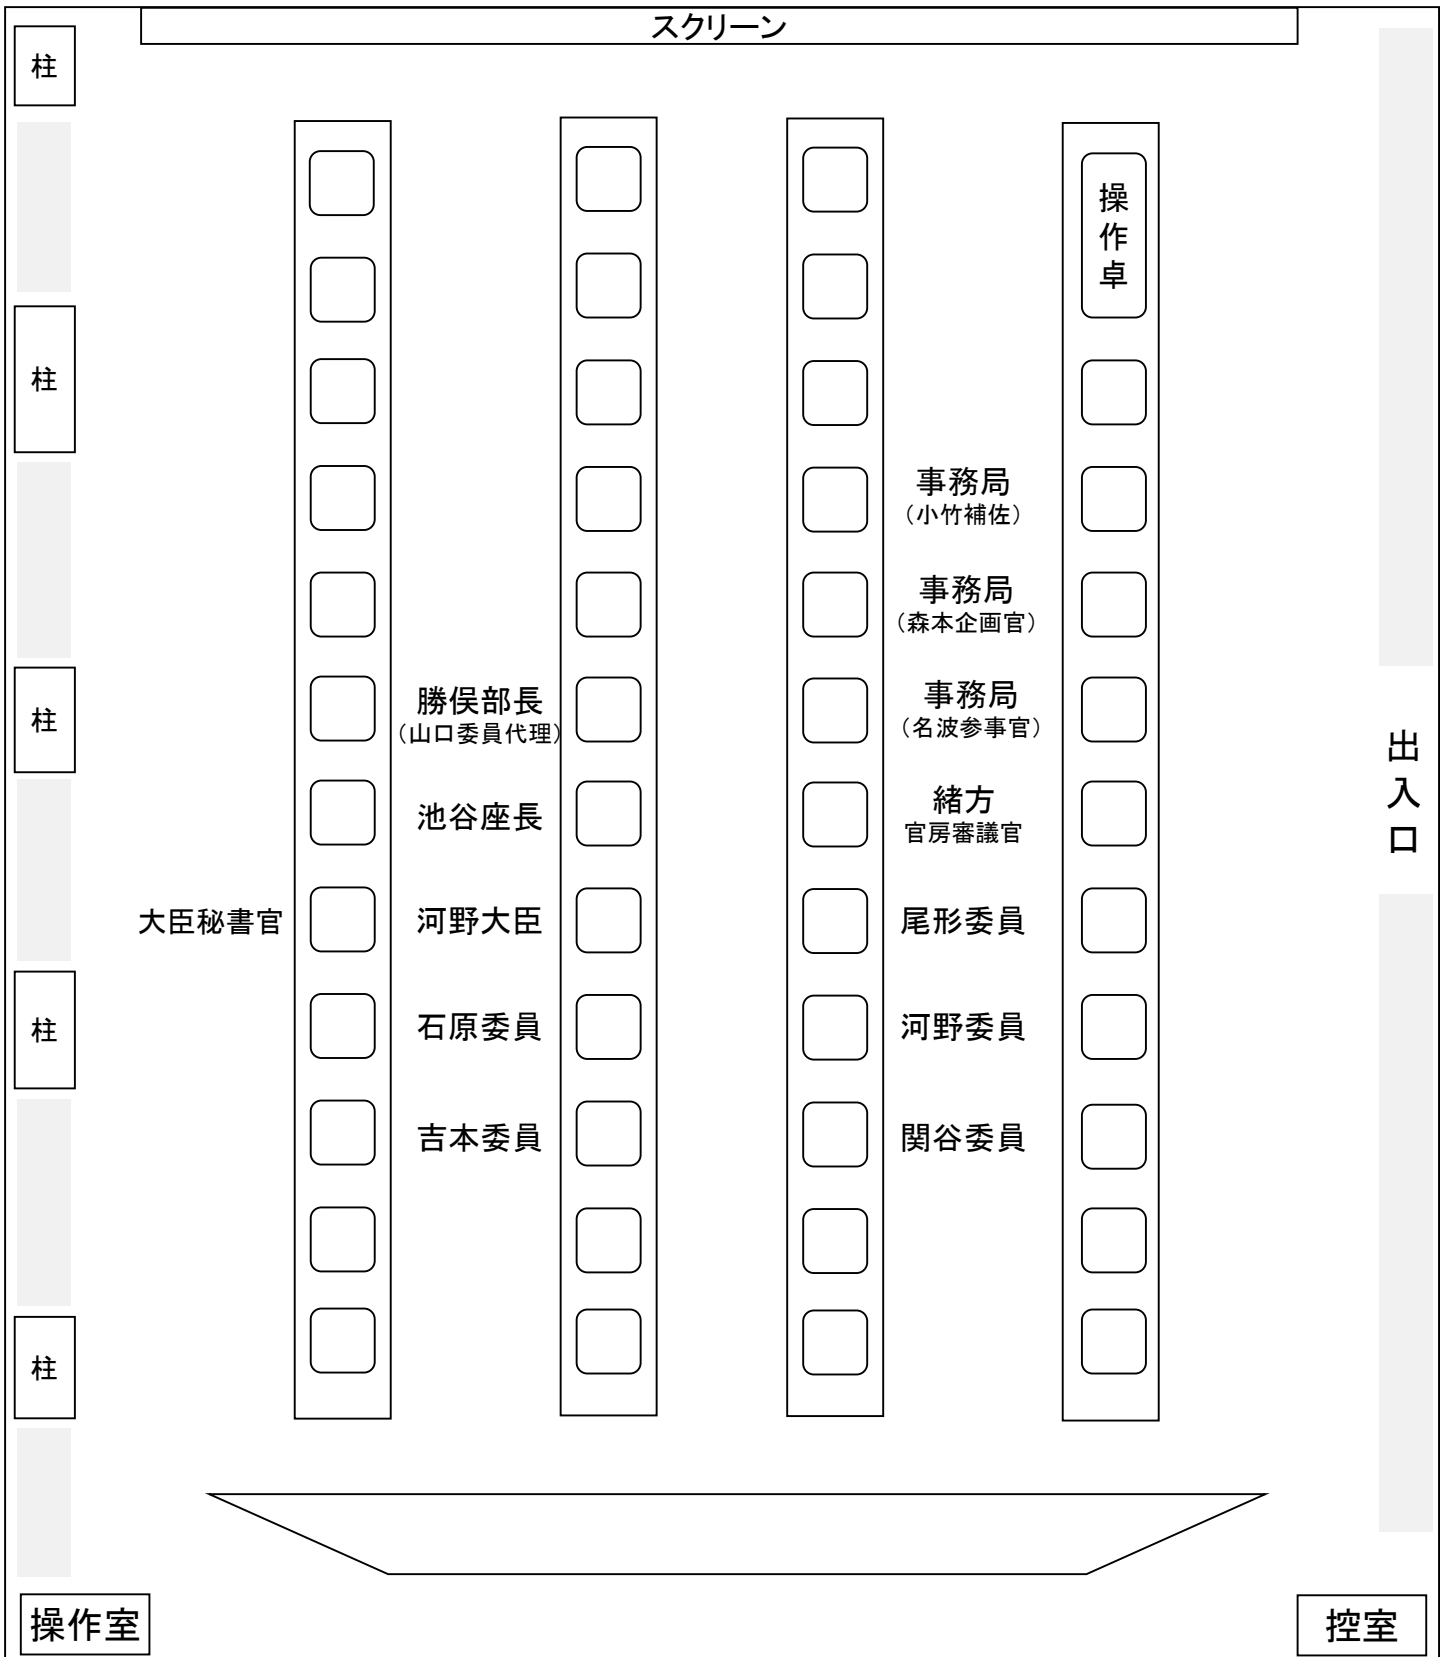 スクリーン
柱
操
作
卓
柱
事務局
（小竹補佐）
事務局
（森本企画官）
柱
勝俣部長
（山口委員代理）
事務局
（名波参事官）
池谷座長
緒方
官房審議官
出
入
口
大臣秘書官
河野大臣
尾形委員
柱
石原委員
河野委員
吉本委員
関谷委員
柱
操作室
控室